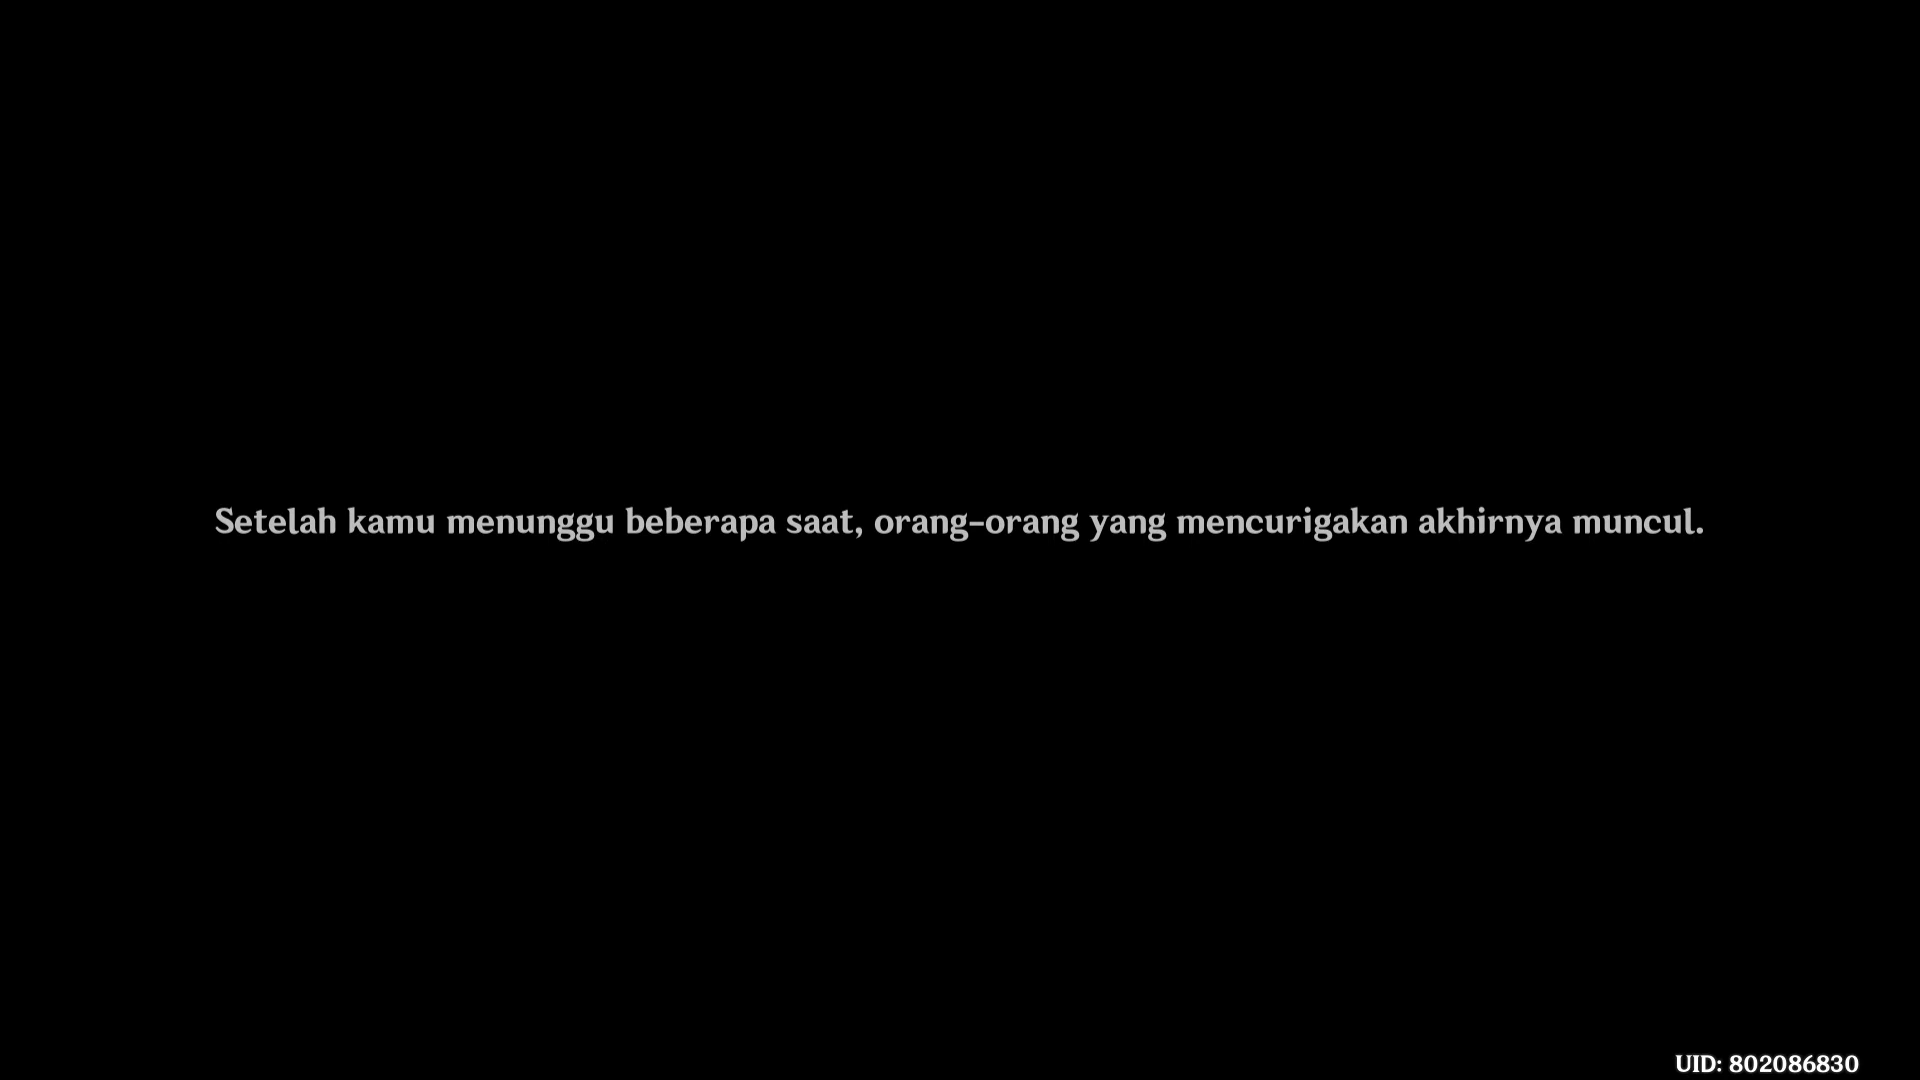 Setelah kamu menunggu beberapa saat, orang-orang yang mencurigakan akhirnya muncul.
UID: 802086830